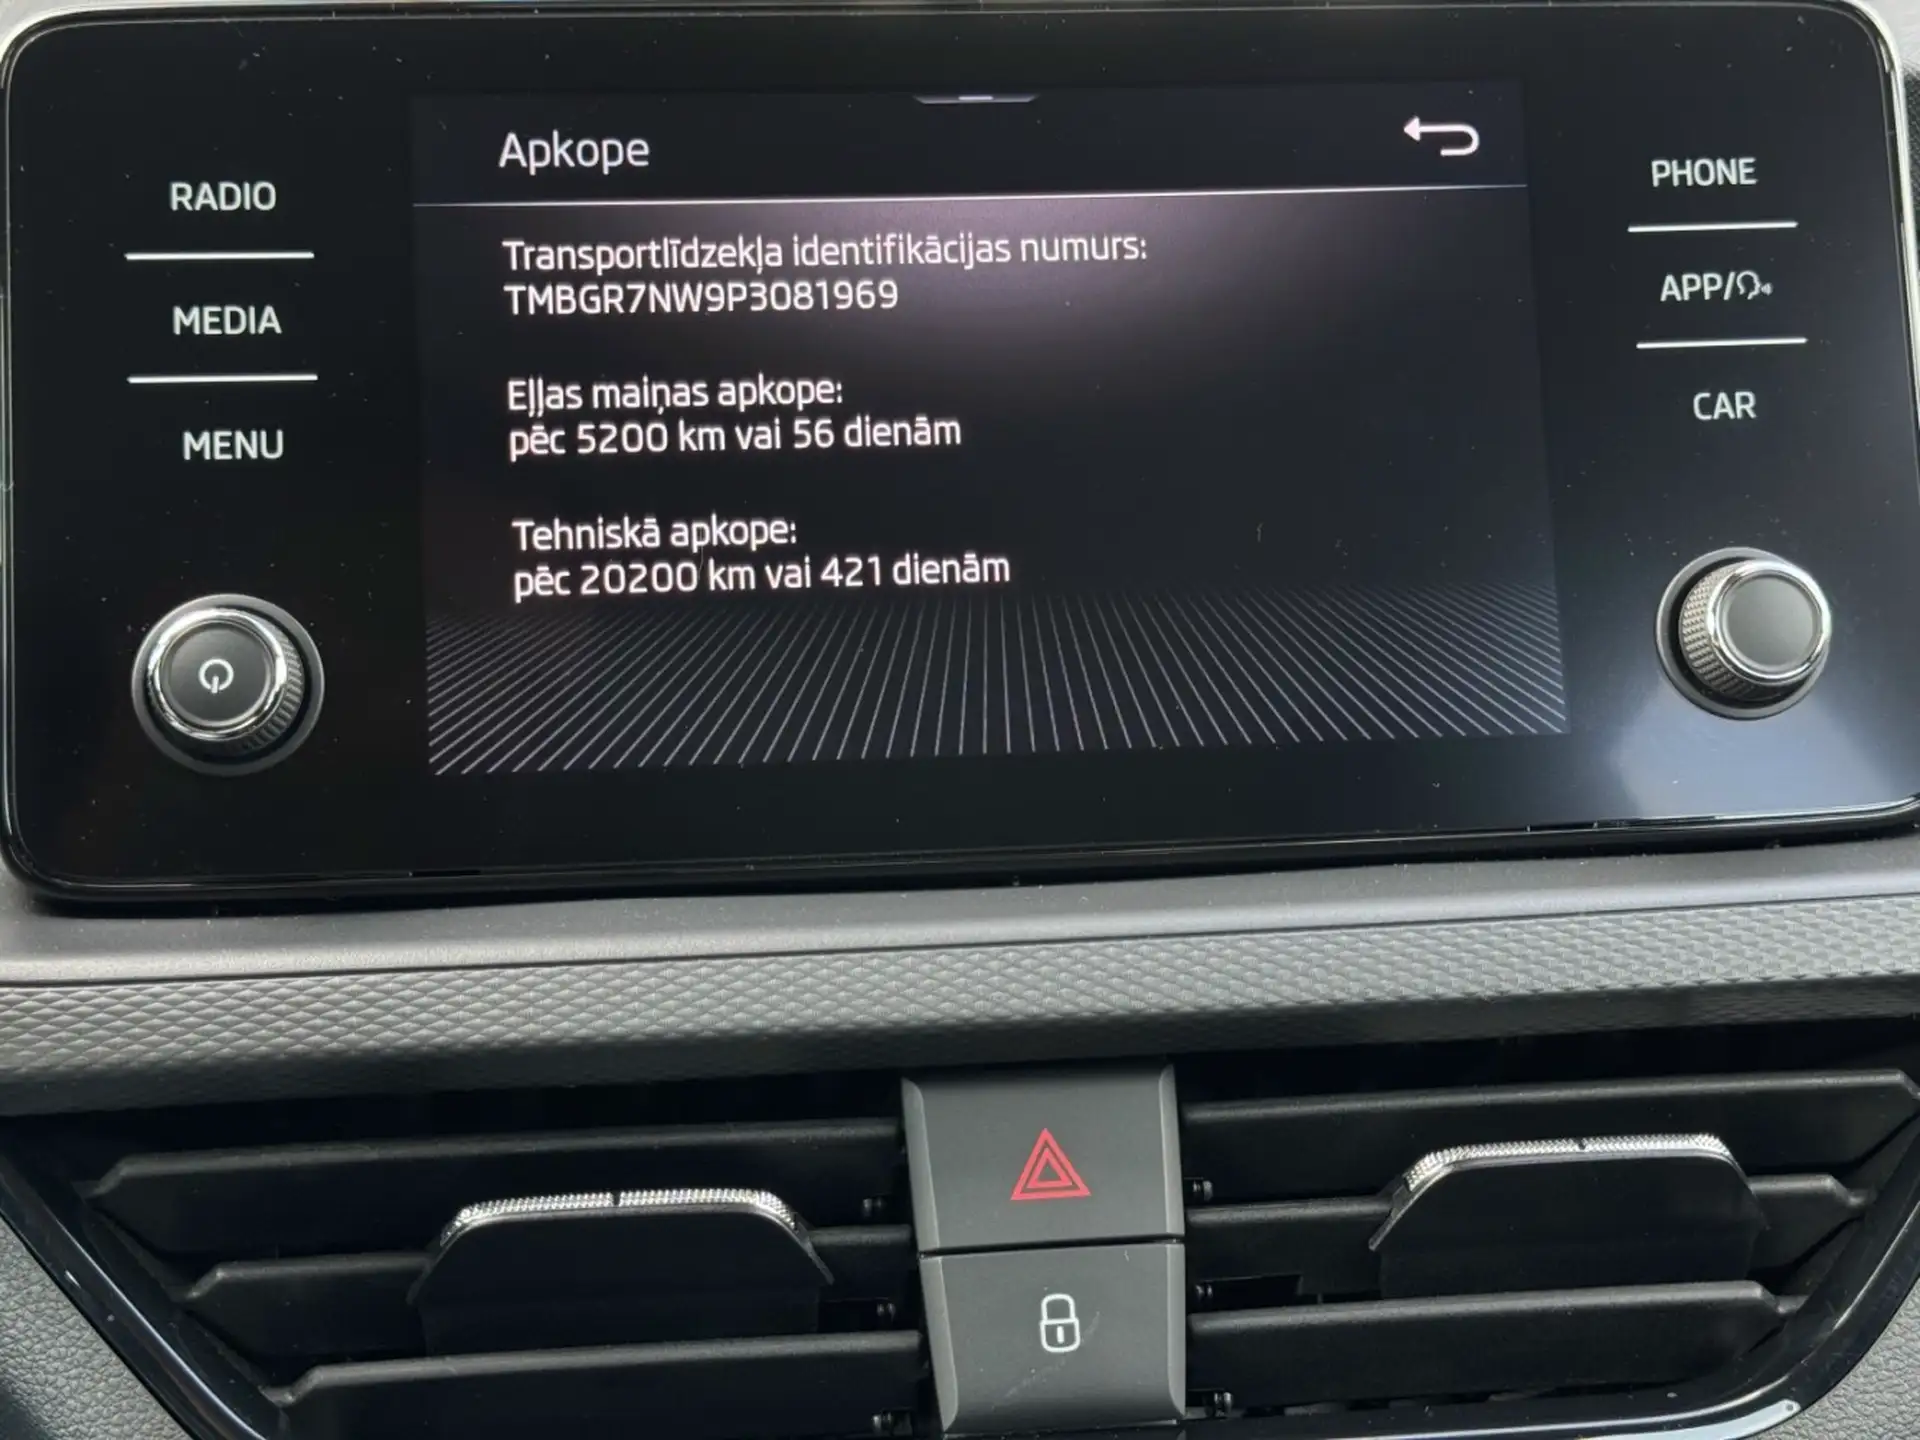 Apkope
RADIO
MEDIA
MENU
Transportlīdzekļa identifikācijas numurs:
TMBGR7NW9P3081969
Eļļas maiņas apkope:
pēc 5200 km vai 56 dienām
Tehniskā apkope:
pēc 20200 km vai 421 dienām
PHONE
APP/
CAR